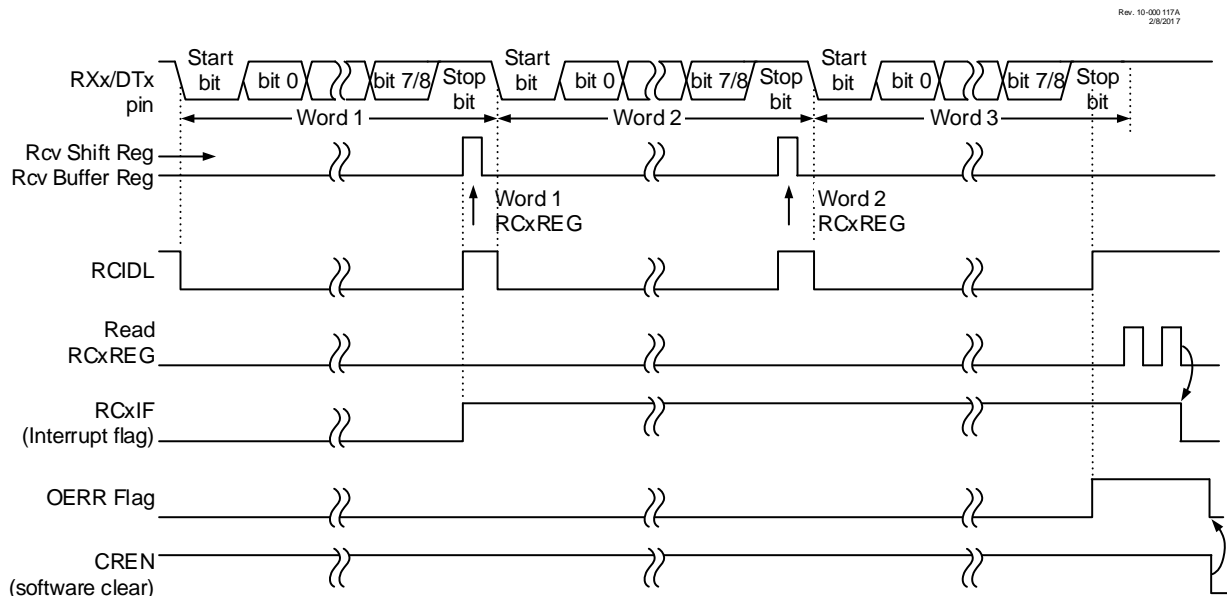 Rev. 10-000 117A
2/8/2017
RXx/DTx
pin
Start
bit
bit 0
bit 7/8
Stop
bit
Start
bit
bit 0
bit 7/8
Stop
bit
Start
bit
bit 0
bit 7/8
Stop
bit
Word 1
Word 2
Word 3
Rcv Shift Reg
Rcv Buffer Reg
Word 1
RCxREG
Word 2
RCxREG
RCIDL
Read
RCxREG
RCxIF
(Interrupt flag)
OERR Flag
CREN
(software clear)